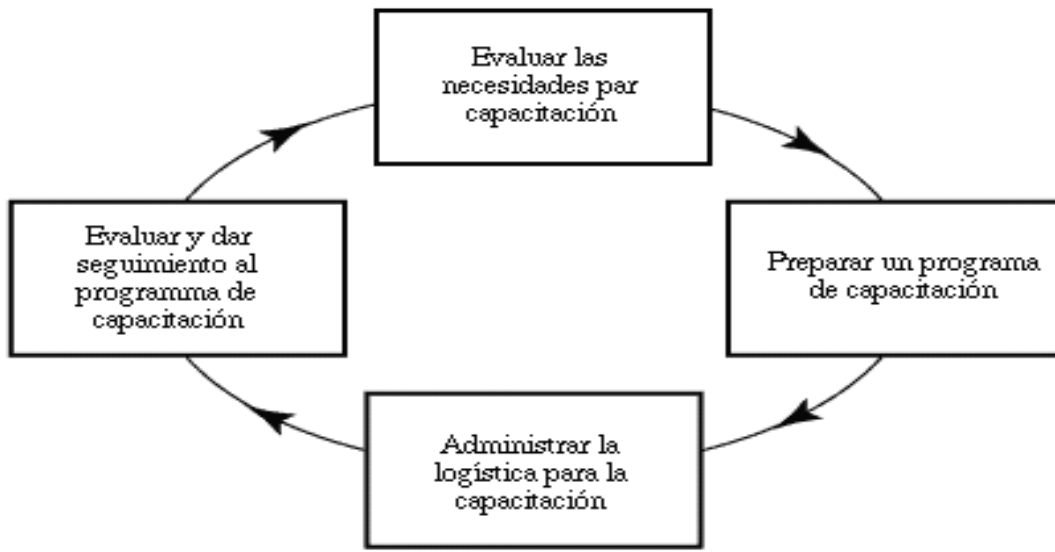 Evaluar las
necesidades par
capacitación
Evaluar y dar
seguimiento al
programma de
capacitación
Preparar un programa
de capacitación
Administrar la
logística para la
capacitación